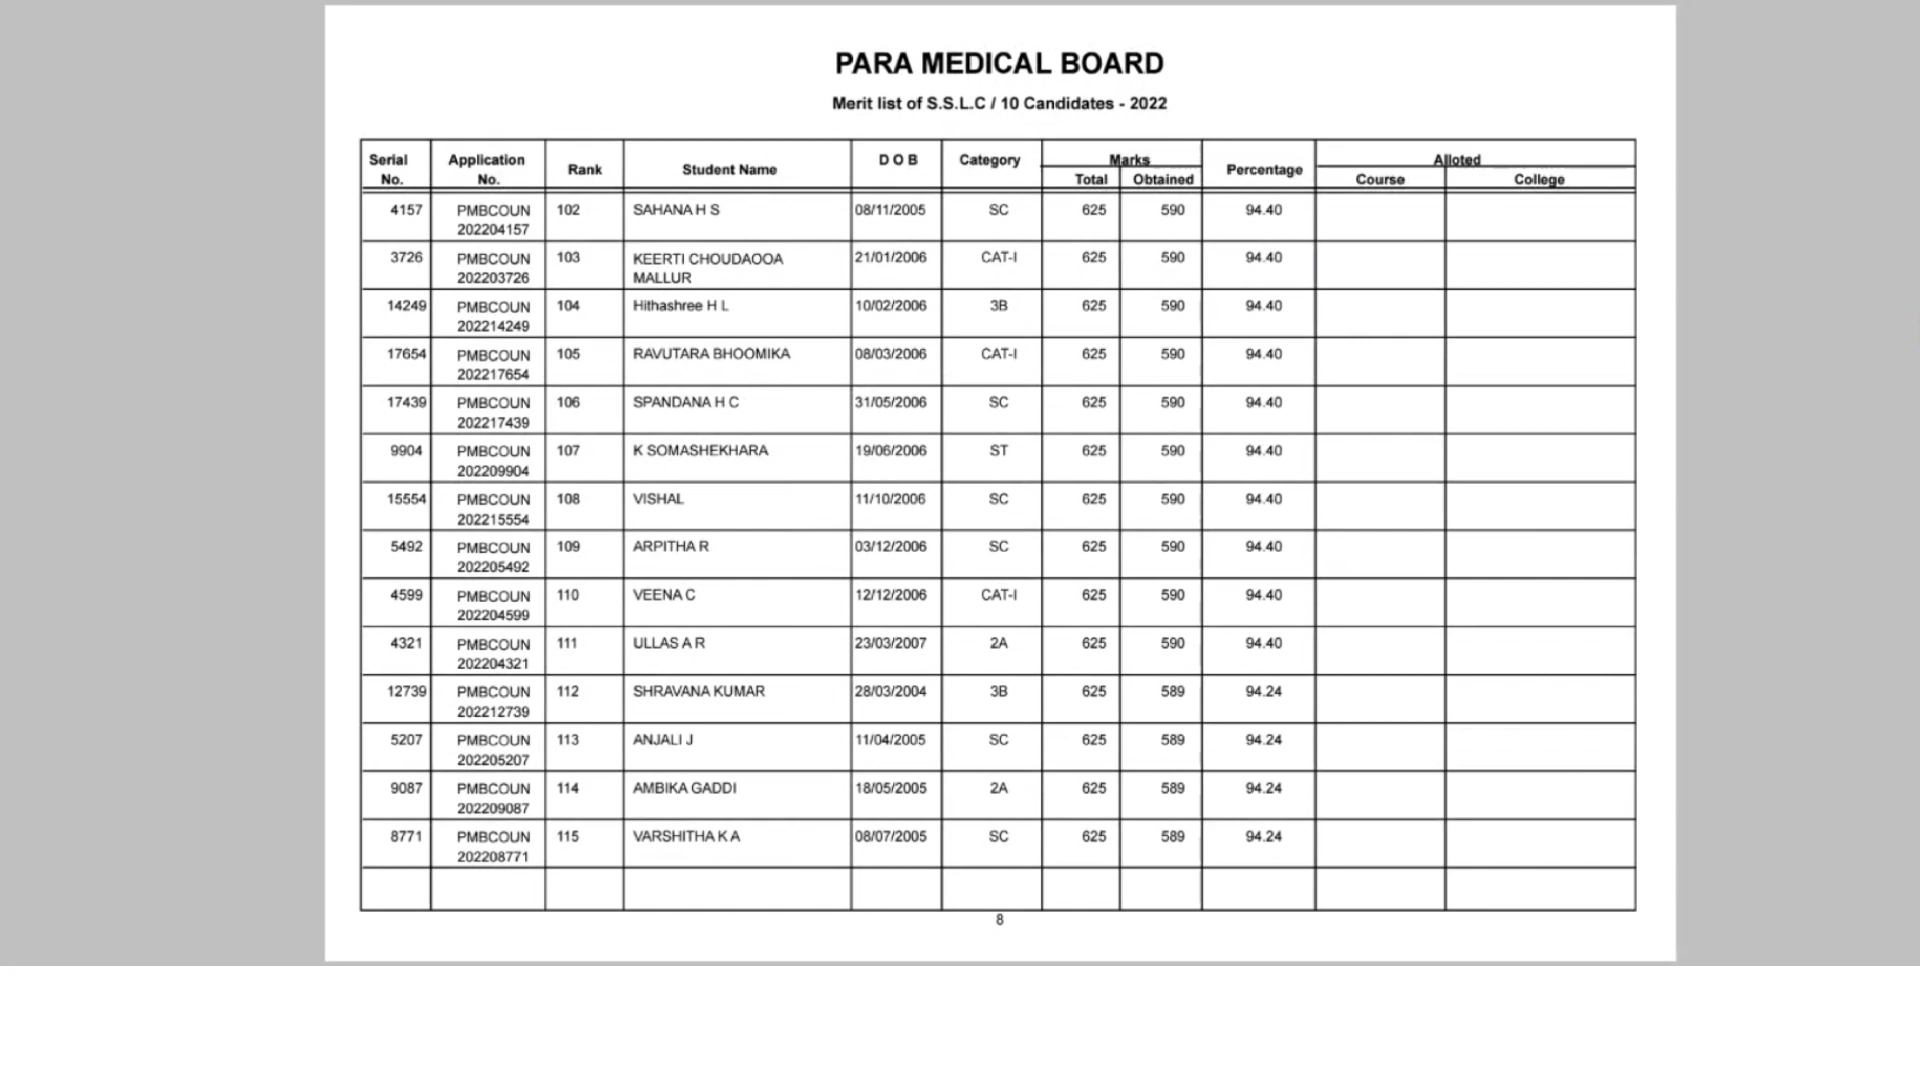 PARA MEDICAL BOARD
Merit list of S.S.L.C / 10 Candidates - 2022
Serial No. Application No. Rank Student Name D O B Category Marks Total Obtained Percentage Alloted Course College
4157 PMBCOUN 102 SAHANA H S 08/11/2005 SC 625 590 94.40
202204157
3726 PMBCOUN 103 KEERTI CHOUDAOOA 21/01/2006 CAT-I 625 590 94.40
202203726 MALLUR
14249 PMBCOUN 104 Hithashree H L 10/02/2006 3B 625 590 94.40
202214249
17654 PMBCOUN 105 RAVUTARA BHOOMIKA 08/03/2006 CAT-I 625 590 94.40
202217654
17439 PMBCOUN 106 SPANDANA H C 31/05/2006 SC 625 590 94.40
202217439
9904 PMBCOUN 107 K SOMASHEKHARA 19/06/2006 ST 625 590 94.40
202209904
15554 PMBCOUN 108 VISHAL 11/10/2006 SC 625 590 94.40
202215554
5492 PMBCOUN 109 ARPITHA R 03/12/2006 SC 625 590 94.40
202205492
4599 PMBCOUN 110 VEENA C 12/12/2006 CAT-I 625 590 94.40
202204599
4321 PMBCOUN 111 ULLAS A R 23/03/2007 2A 625 590 94.40
202204321
12739 PMBCOUN 112 SHRAVANA KUMAR 28/03/2004 3B 625 589 94.24
202212739
5207 PMBCOUN 113 ANJALI J 11/04/2005 SC 625 589 94.24
202205207
9087 PMBCOUN 114 AMBIKA GADDI 18/05/2005 2A 625 589 94.24
202209087
8771 PMBCOUN 115 VARSHITHA K A 08/07/2005 SC 625 589 94.24
202208771
8